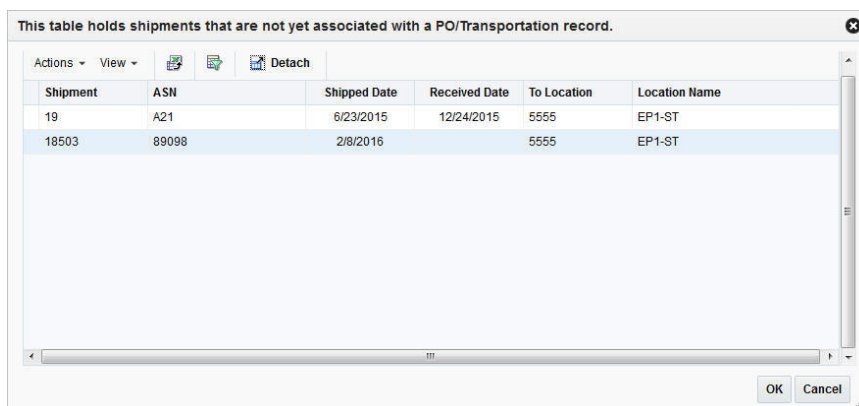 This table holds shipments that are not yet associated with a PO/Transportation record.
Actions View Detach
Shipment ASN Shipped Date Received Date To Location Location Name
19 A21 6/23/2015 12/24/2015 5555 EP1-ST
18503 89098 2/8/2016 5555 EP1-ST
OK Cancel